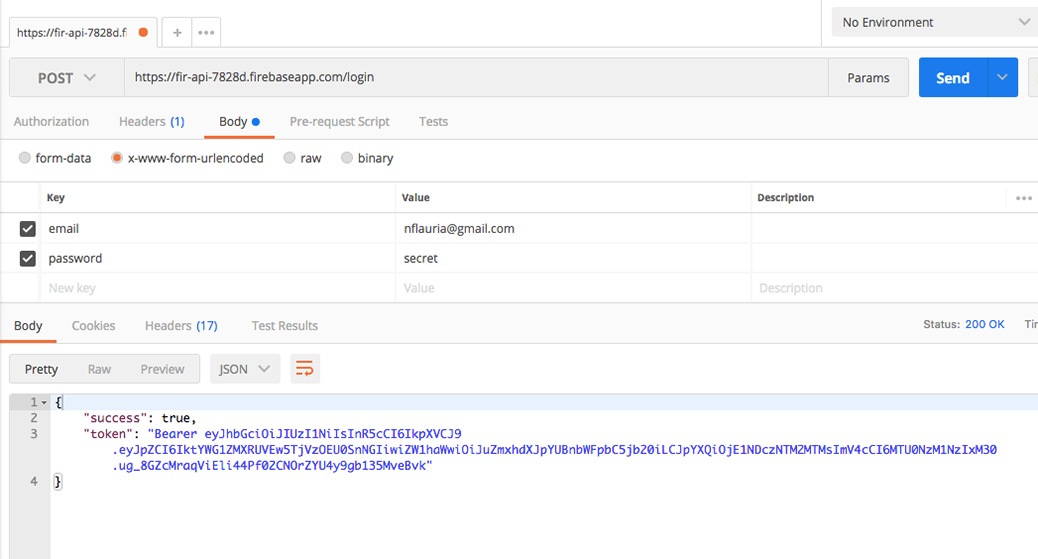 https://fir-api-7828d.fi
No Environment
POST https://fir-api-7828d.firebaseapp.com/login Params Send
Authorization Headers (1) Body Pre-request Script Tests
form-data x-www-form-urlencoded raw binary
Key Value Description
email nflauria@gmail.com
password secret
New key Value Description
Body Cookies Headers (17) Test Results Status: 200 OK
Pretty Raw Preview JSON
1 {
2 "success": true,
3 "token": "Bearer eyJhbGciOiJIUzI1NiIsInR5cCI6IkpXVCJ9
.eyJpZCI6IktYWG1ZMXRUVEw5TjVzOEU0SnNGIiwiZW1haWwiOiJuZmxhdXJpYUBnbWFpbC5jb20iLCJpYXQiOjE1NDczNTM2MTMsImV4cCI6MTU0NzM1NzIxM30
.ug_8GZcMraqViEli44Pf0ZCNOrZYU4y9gb135MveBvk"
4 }